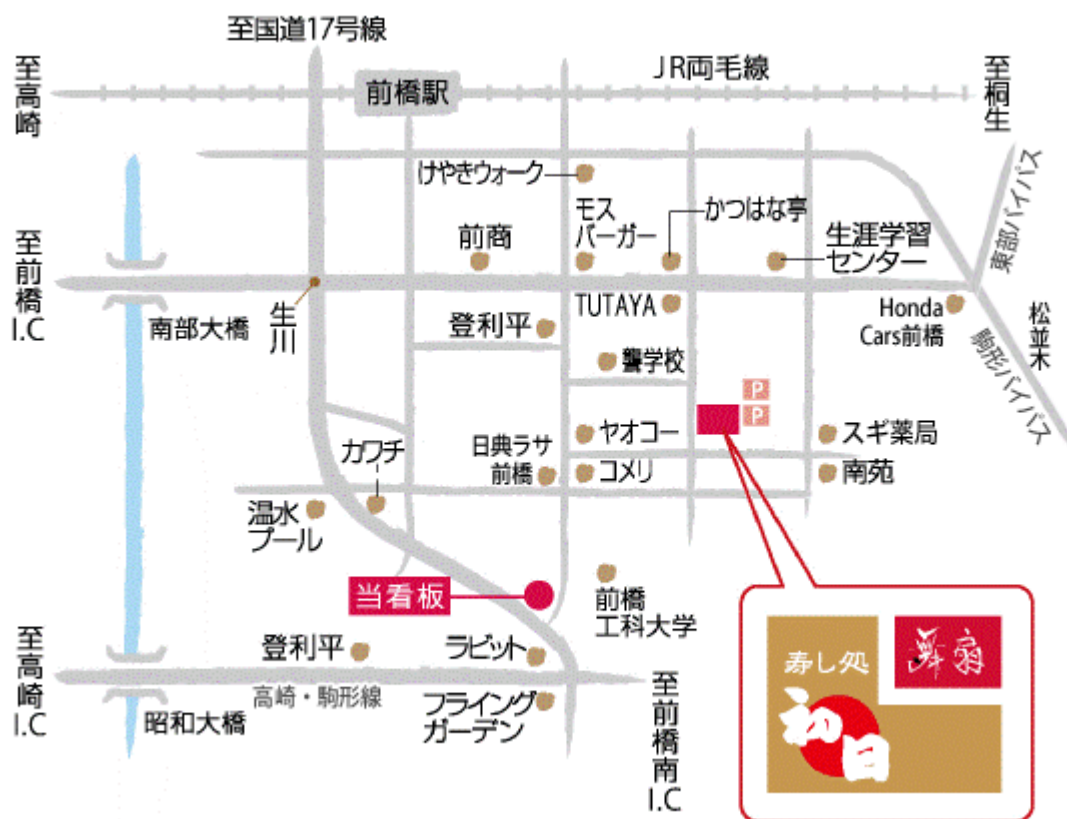 至国道17号線
至高崎
前橋駅
JR両毛線
至桐生
けやきウォーク
モス
バーガー
かつはな亭
東部バイパス
至前橋I.C
前商
生涯学習
センター
南部大橋
生川
登利平
TUTAYA
Honda
Cars前橋
松並木
駒形バイパス
聾学校
P
P
カワチ
日典ラサ
前橋
ヤオコー
コメリ
スギ薬局
南苑
温水
プール
当看板
前橋
工科大学
至高崎I.C
登利平
ラビット
高崎・駒形線
昭和大橋
フライング
ガーデン
至前橋南I.C
寿し処
初日
扇